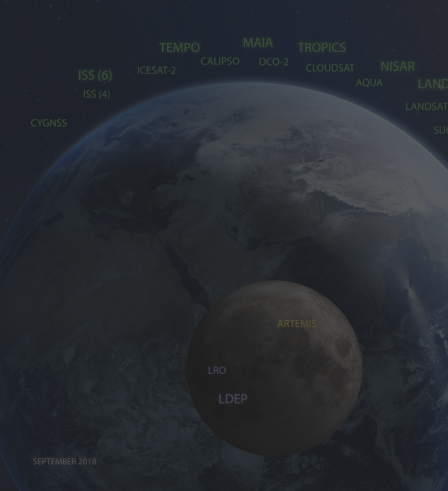 MAIA
TEMPO
TROPICS
CALIPSO
OCO-2
NISAR
ICESAT-2
CLOUDSAT
ISS (6)
AQUA
LAND
ISS (4)
LANDSAT
CYGNSS
SUO
ARTEMIS
LRO
LDEP
SEPTEMBER 2018